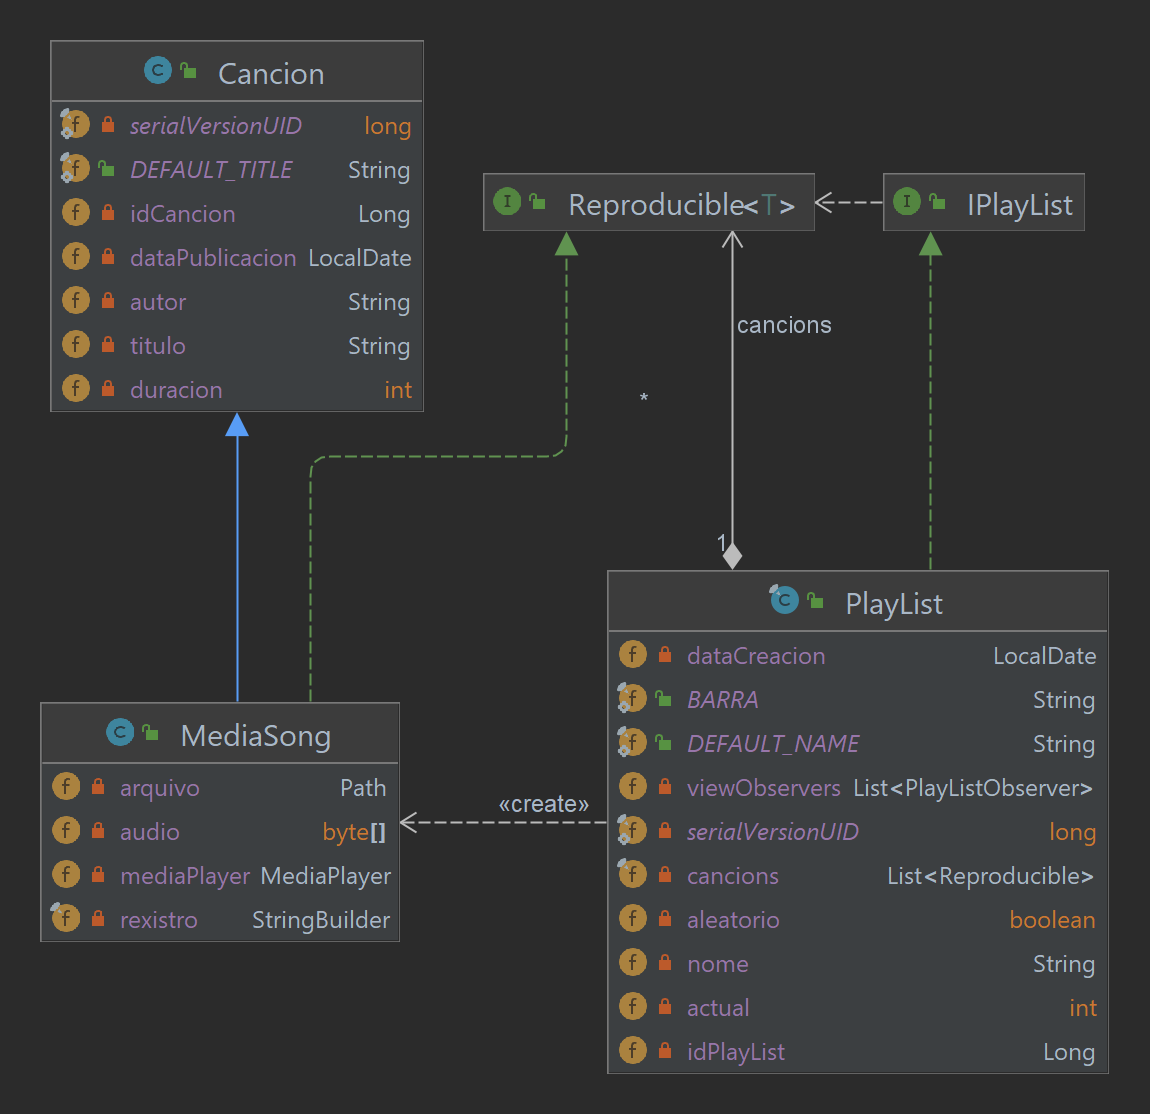 Cancion
serialVersionUID long
DEFAULT_TITLE String
idCancion Long
dataPublicacion LocalDate
autor String
titulo String
duracion int
Reproducible<T>
IPlayList
cancions
*
1
PlayList
dataCreacion LocalDate
BARRA String
DEFAULT_NAME String
viewObservers List<PlayListObserver>
serialVersionUID long
cancions List<Reproducible>
aleatorio boolean
nome String
actual int
idPlayList Long
«create»
MediaSong
arquivo Path
audio byte[]
mediaPlayer MediaPlayer
rexistro StringBuilder